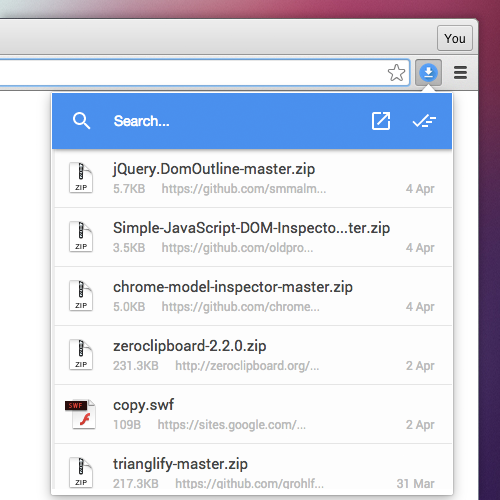 You
Search...
jQuery.DomOutline-master.zip
ZIP
5.7KB https://github.com/smmalm... 4 Apr
Simple-JavaScript-DOM-Inspecto...ter.zip
ZIP
3.5KB https://github.com/oldpro... 4 Apr
chrome-model-inspector-master.zip
ZIP
5.0KB https://github.com/chrome... 4 Apr
zeroclipboard-2.2.0.zip
ZIP
231.3KB http://zeroclipboard.org/... 2 Apr
copy.swf
SWF
109B https://sites.google.com/... 2 Apr
trianglify-master.zip
ZIP
217.3KB https://github.com/qrohlf... 31 Mar